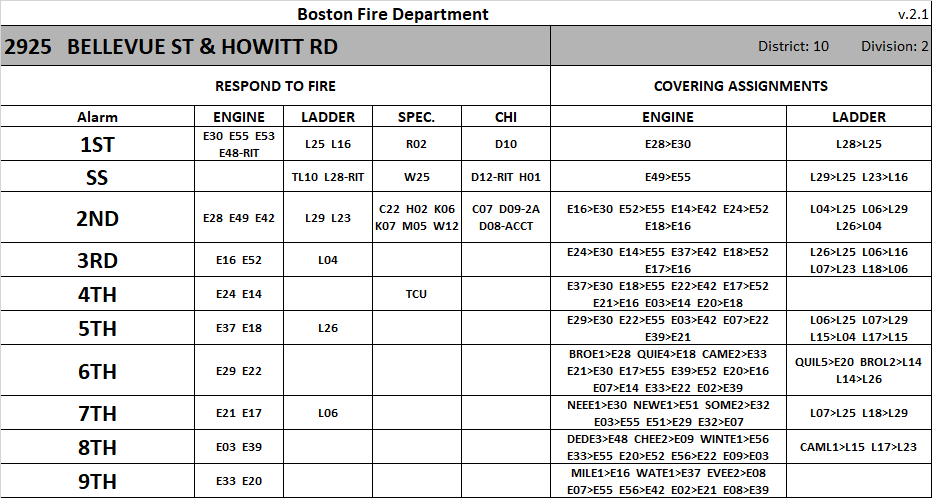 Boston Fire Department v.2.1
2925 BELLEVUE ST & HOWITT RD District: 10 Division: 2
RESPOND TO FIRE COVERING ASSIGNMENTS
Alarm ENGINE LADDER SPEC. CHI ENGINE LADDER
1ST
E30 E55 E53
E48-RIT
L25 L16
R02
D10
E28>E30
L28>L25
SS
TL10 L28-RIT
W25
D12-RIT H01
E49>E55
L29>L25 L23>L16
2ND
E28 E49 E42
L29 L23
C22 H02 K06
K07 M05 W12
C07 D09-2A
D08-ACCT
E16>E30 E52>E55 E14>E42 E24>E52
E18>E16
L04>L25 L06>L29
L26>L04
3RD
E16 E52
L04
E24>E30 E14>E55 E37>E42 E18>E52
E17>E16
L26>L25 L06>L16
L07>L23 L18>L06
4TH
E24 E14
TCU
E37>E30 E18>E55 E22>E42 E17>E52
E21>E16 E03>E14 E20>E18
5TH
E37 E18
L26
E29>E30 E22>E55 E03>E42 E07>E22
E39>E21
L06>L25 L07>L29
L15>L04 L17>L15
6TH
E29 E22
BROE1>E28 QUIE4>E18 CAME2>E33
E21>E30 E17>E55 E39>E52 E20>E16
E07>E14 E33>E22 E02>E39
QUIL5>E20 BROL2>L14
L14>L26
7TH
E21 E17
L06
NEEE1>E30 NEWE1>E51 SOME2>E32
E03>E55 E51>E29 E32>E07
L07>L25 L18>L29
8TH
E03 E39
DEDE3>E48 CHEE2>E09 WINTE1>E56
E33>E55 E20>E52 E56>E22 E09>E03
CAML1>L15 L17>L23
9TH
E33 E20
MILE1>E16 WATE1>E37 EVEE2>E08
E07>E55 E56>E42 E02>E21 E08>E39